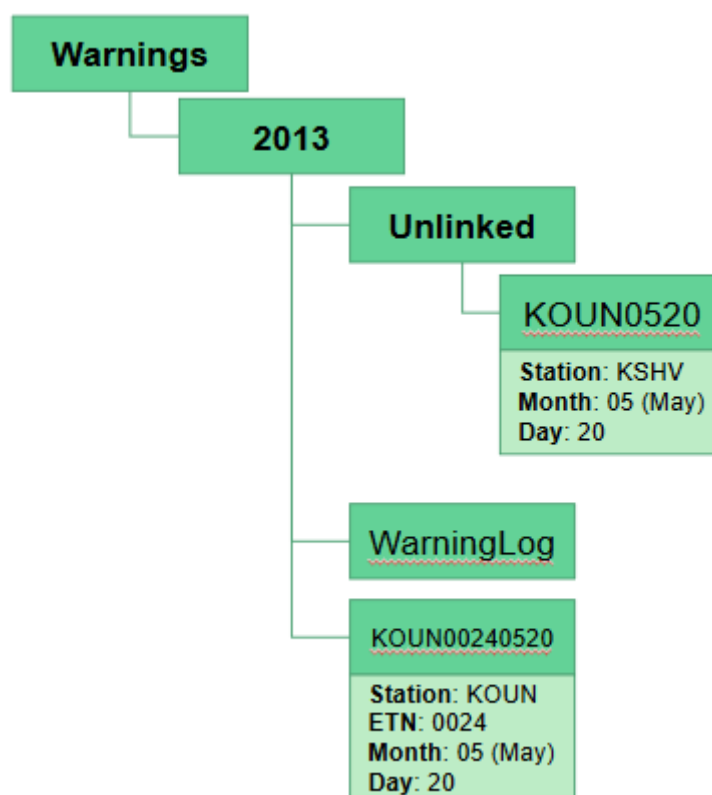 Warnings
2013
Unlinked
KOUN0520
Station: KSHV
Month: 05 (May)
Day: 20
WarningLog
KOUN00240520
Station: KOUN
ETN: 0024
Month: 05 (May)
Day: 20